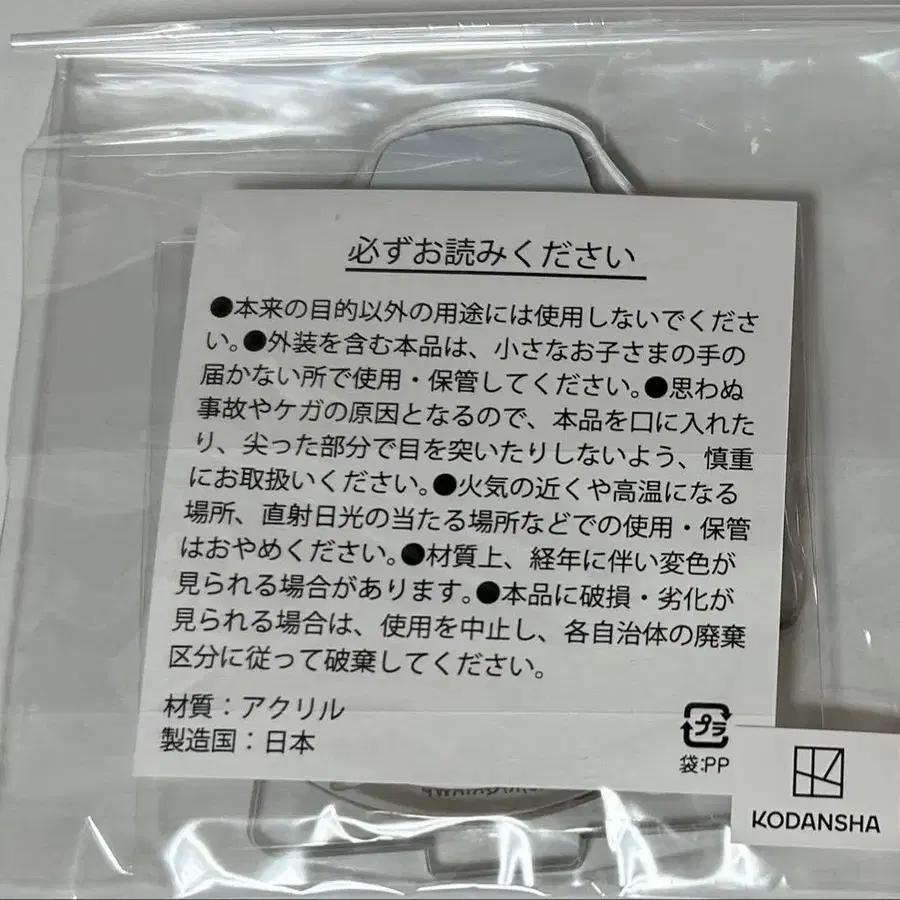 必ずお読みください
●本来の目的以外の用途には使用しないでくださ
い。●外装を含む本品は、小さなお子さまの手の
届かない所で使用・保管してください。●思わぬ
事故やケガの原因となるので、本品を口に入れた
り、尖った部分で目を突いたりしないよう、慎重
にお取扱いください。●火気の近くや高温になる
場所、直射日光の当たる場所などでの使用・保管
はおやめください。●材質上、経年に伴い変色が
見られる場合があります。●本品に破損・劣化が
見られる場合は、使用を中止し、各自治体の廃棄
区分に従って破棄してください。
材質：アクリル
製造国：日本
プラ
袋:PP
KODANSHA